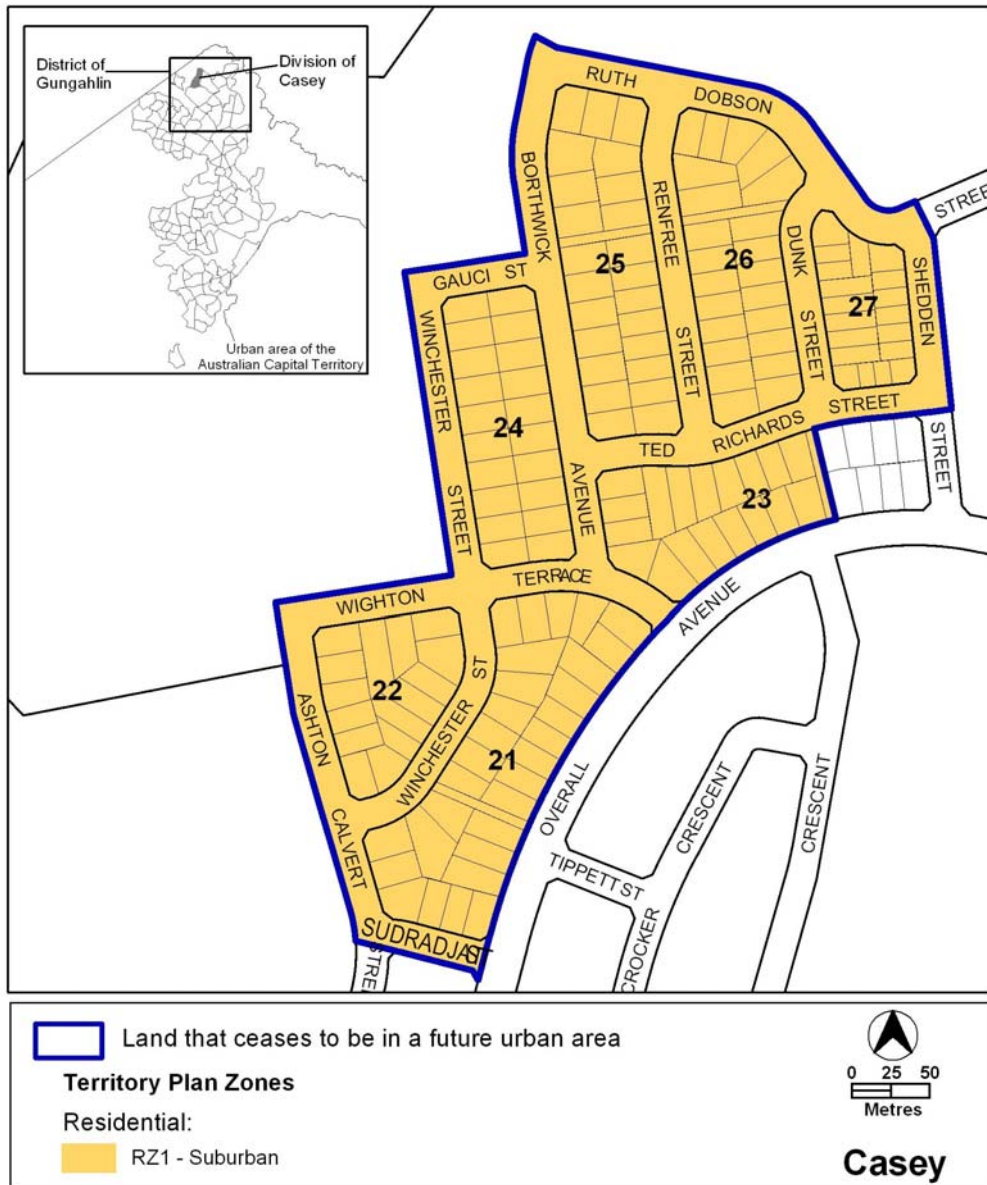 District of
Gungahlin
Division of
Casey
Urban area of the
Australian Capital Territory
RUTH
DOBSON
BORTHWICK
RENFREE
DUNK
SHEDDEN
STREE
GAUCI ST
25
26
27
WINCHESTER
STREET
STREET
STREET
24
TED
RICHARDS
STREET
AVENUE
23
STREET
STREET
TERRACE
WIGHTON
AVENUE
22
ST
ASHTON
WINCHESTER
21
CALVERT
OVERALL
CRESCENT
CRESCENT
TIPPETT ST
SUDRADJAT
ST
STREE
CROCKER
Land that ceases to be in a future urban area
Territory Plan Zones
Residential:
RZ1 - Suburban
0 25 50
Metres
Casey